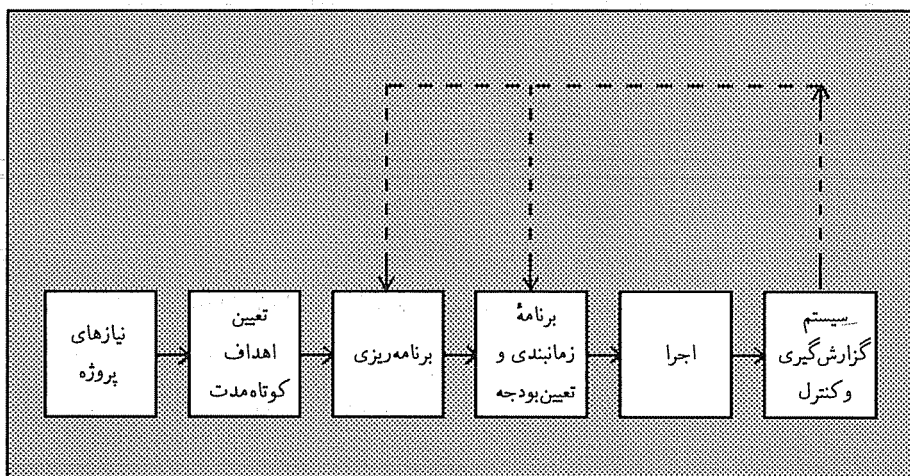 نیازهای
پروژه
تعیین
اهداف
کوتاه‌مدت
برنامه‌ریزی
برنامهٔ
زمانبندی و
تعیین‌بودجه
اجرا
سیستم
گزارش‌گیری
و کنترل